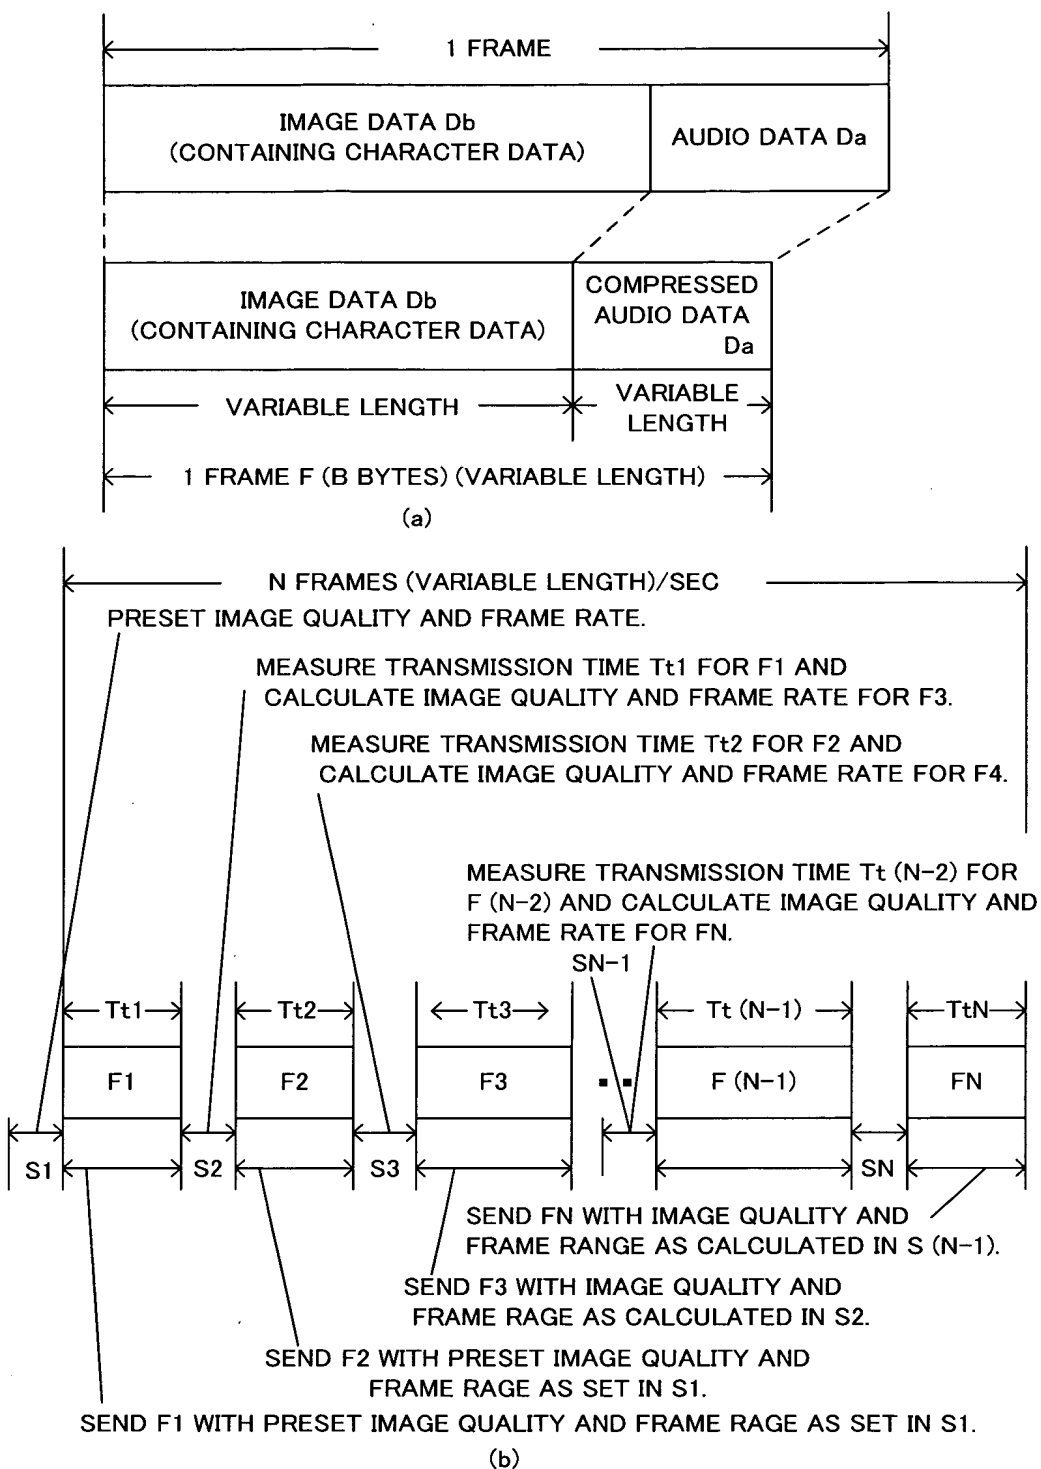 1 FRAME
IMAGE DATA Db
(CONTAINING CHARACTER DATA)
AUDIO DATA Da
IMAGE DATA Db
(CONTAINING CHARACTER DATA)
COMPRESSED
AUDIO DATA
Da
VARIABLE LENGTH
VARIABLE
LENGTH
1 FRAME F (B BYTES) (VARIABLE LENGTH)
(a)
N FRAMES (VARIABLE LENGTH)/SEC
PRESET IMAGE QUALITY AND FRAME RATE.
MEASURE TRANSMISSION TIME Tt1 FOR F1 AND
CALCULATE IMAGE QUALITY AND FRAME RATE FOR F3.
MEASURE TRANSMISSION TIME Tt2 FOR F2 AND
CALCULATE IMAGE QUALITY AND FRAME RATE FOR F4.
MEASURE TRANSMISSION TIME Tt (N-2) FOR
F (N-2) AND CALCULATE IMAGE QUALITY AND
FRAME RATE FOR FN.
SN-1
Tt1
Tt2
Tt3
Tt (N-1)
TtN
F1
F2
F3
F (N-1)
FN
S1
S2
S3
SN
SEND FN WITH IMAGE QUALITY AND
FRAME RANGE AS CALCULATED IN S (N-1).
SEND F3 WITH IMAGE QUALITY AND
FRAME RAGE AS CALCULATED IN S2.
SEND F2 WITH PRESET IMAGE QUALITY AND
FRAME RAGE AS SET IN S1.
SEND F1 WITH PRESET IMAGE QUALITY AND FRAME RAGE AS SET IN S1.
(b)